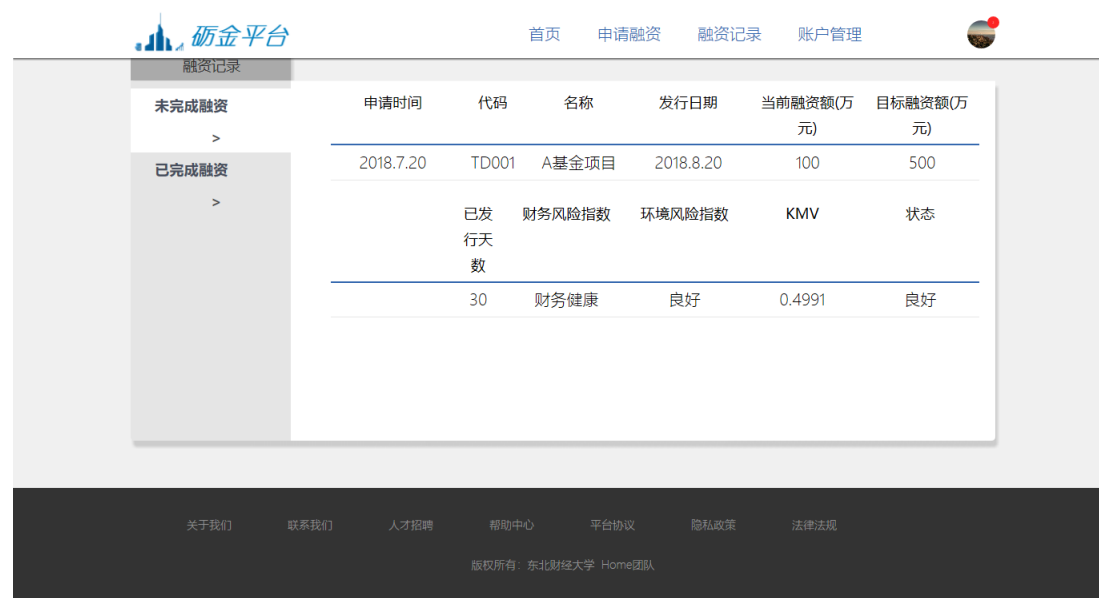 砺金平台 首页 申请融资 融资记录 账户管理
融资记录
未完成融资
>
已完成融资
>
申请时间 代码 名称 发行日期 当前融资额(万元) 目标融资额(万元)
2018.7.20 TD001 A基金项目 2018.8.20 100 500
已发行天数 财务风险指数 环境风险指数 KMV 状态
30 财务健康 良好 0.4991 良好
关于我们 联系我们 人才招聘 帮助中心 平台协议 隐私政策 法律法规
版权所有：东北财经大学 Home团队